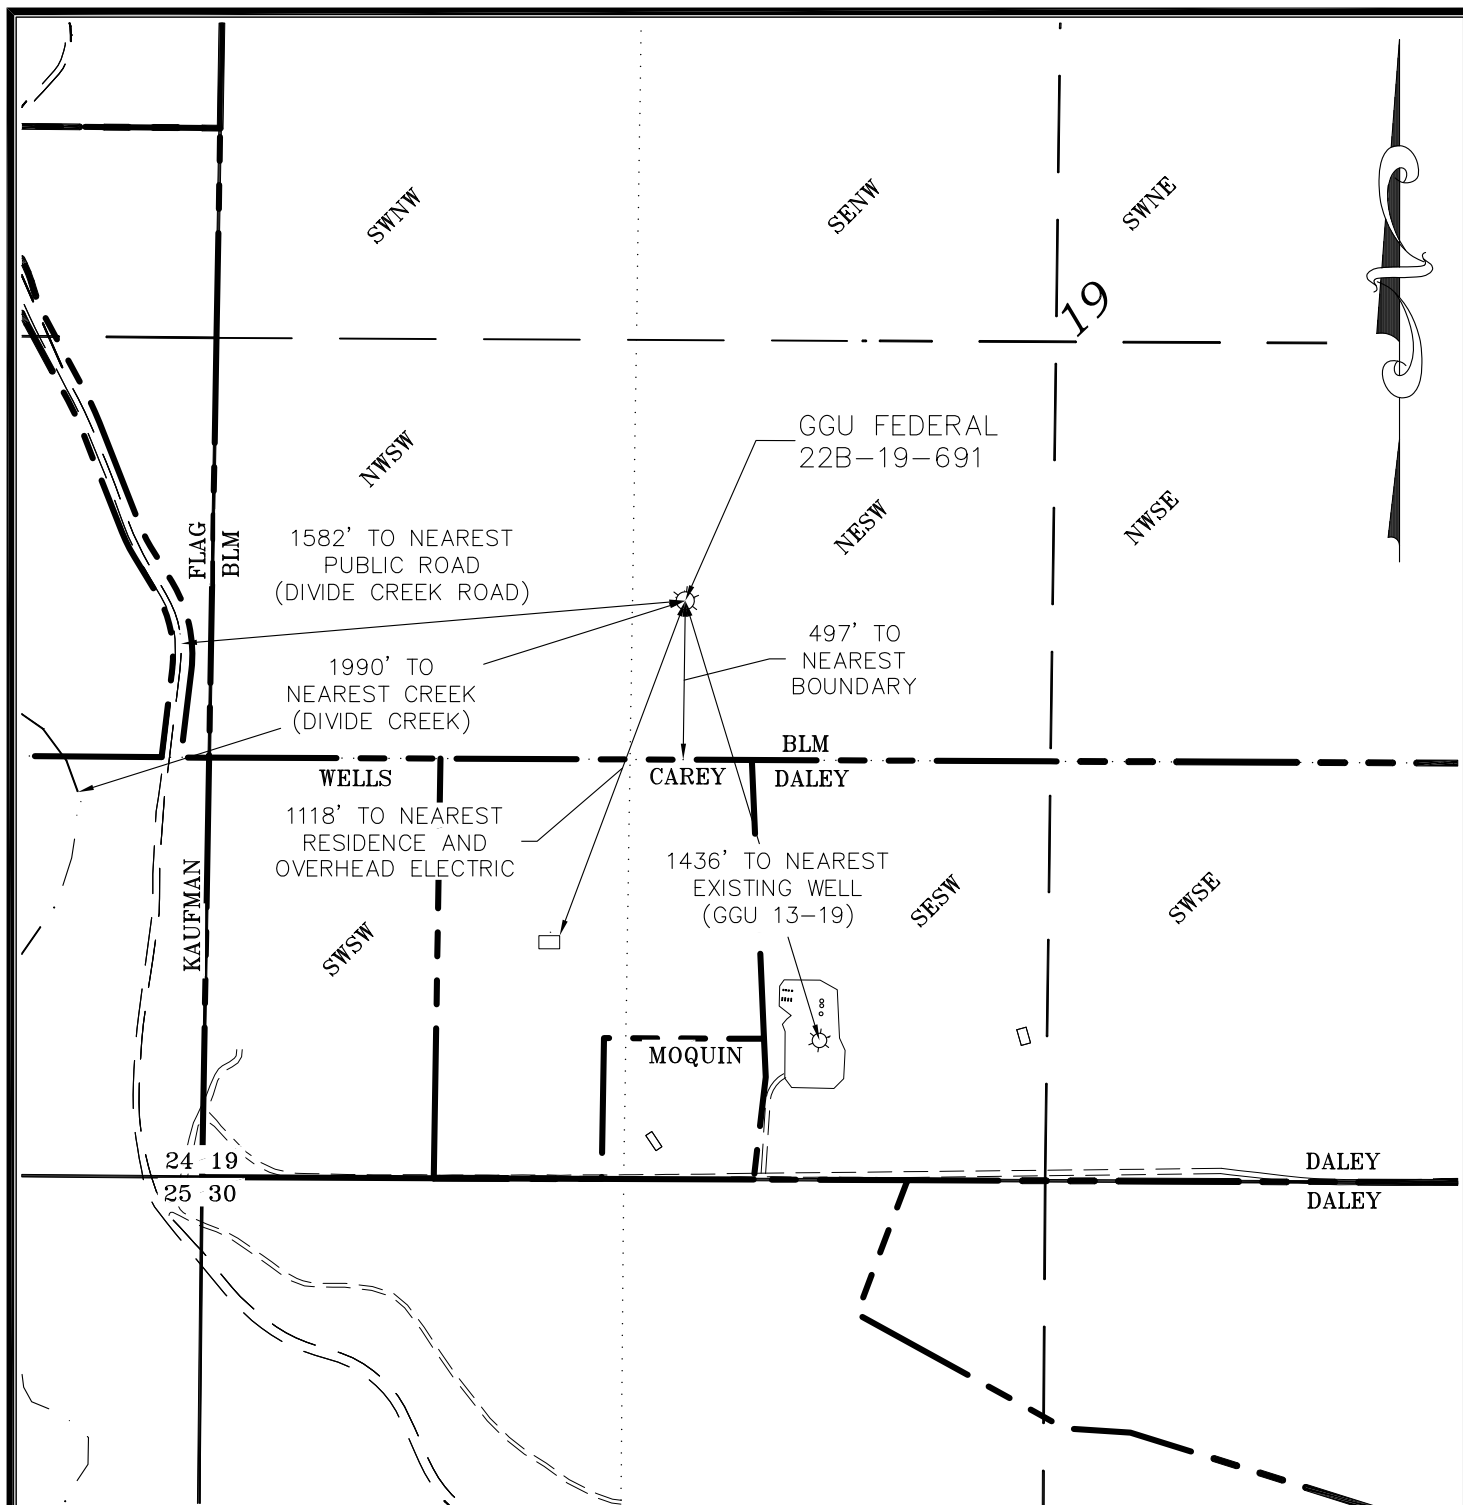 SWNW
SENW
SWNE
19
GGU FEDERAL
22B-19-691
NWSW
NESW
NWSE
FLAG
BLM
1582' TO NEAREST
PUBLIC ROAD
(DIVIDE CREEK ROAD)
497' TO
NEAREST
BOUNDARY
1990' TO
NEAREST CREEK
(DIVIDE CREEK)
BLM
WELLS
CAREY
DALEY
1118' TO NEAREST
RESIDENCE AND
OVERHEAD ELECTRIC
1436' TO NEAREST
EXISTING WELL
(GGU 13-19)
KAUFMAN
SWSW
SESW
SWSE
MOQUIN
24 19
25 30
DALEY
DALEY